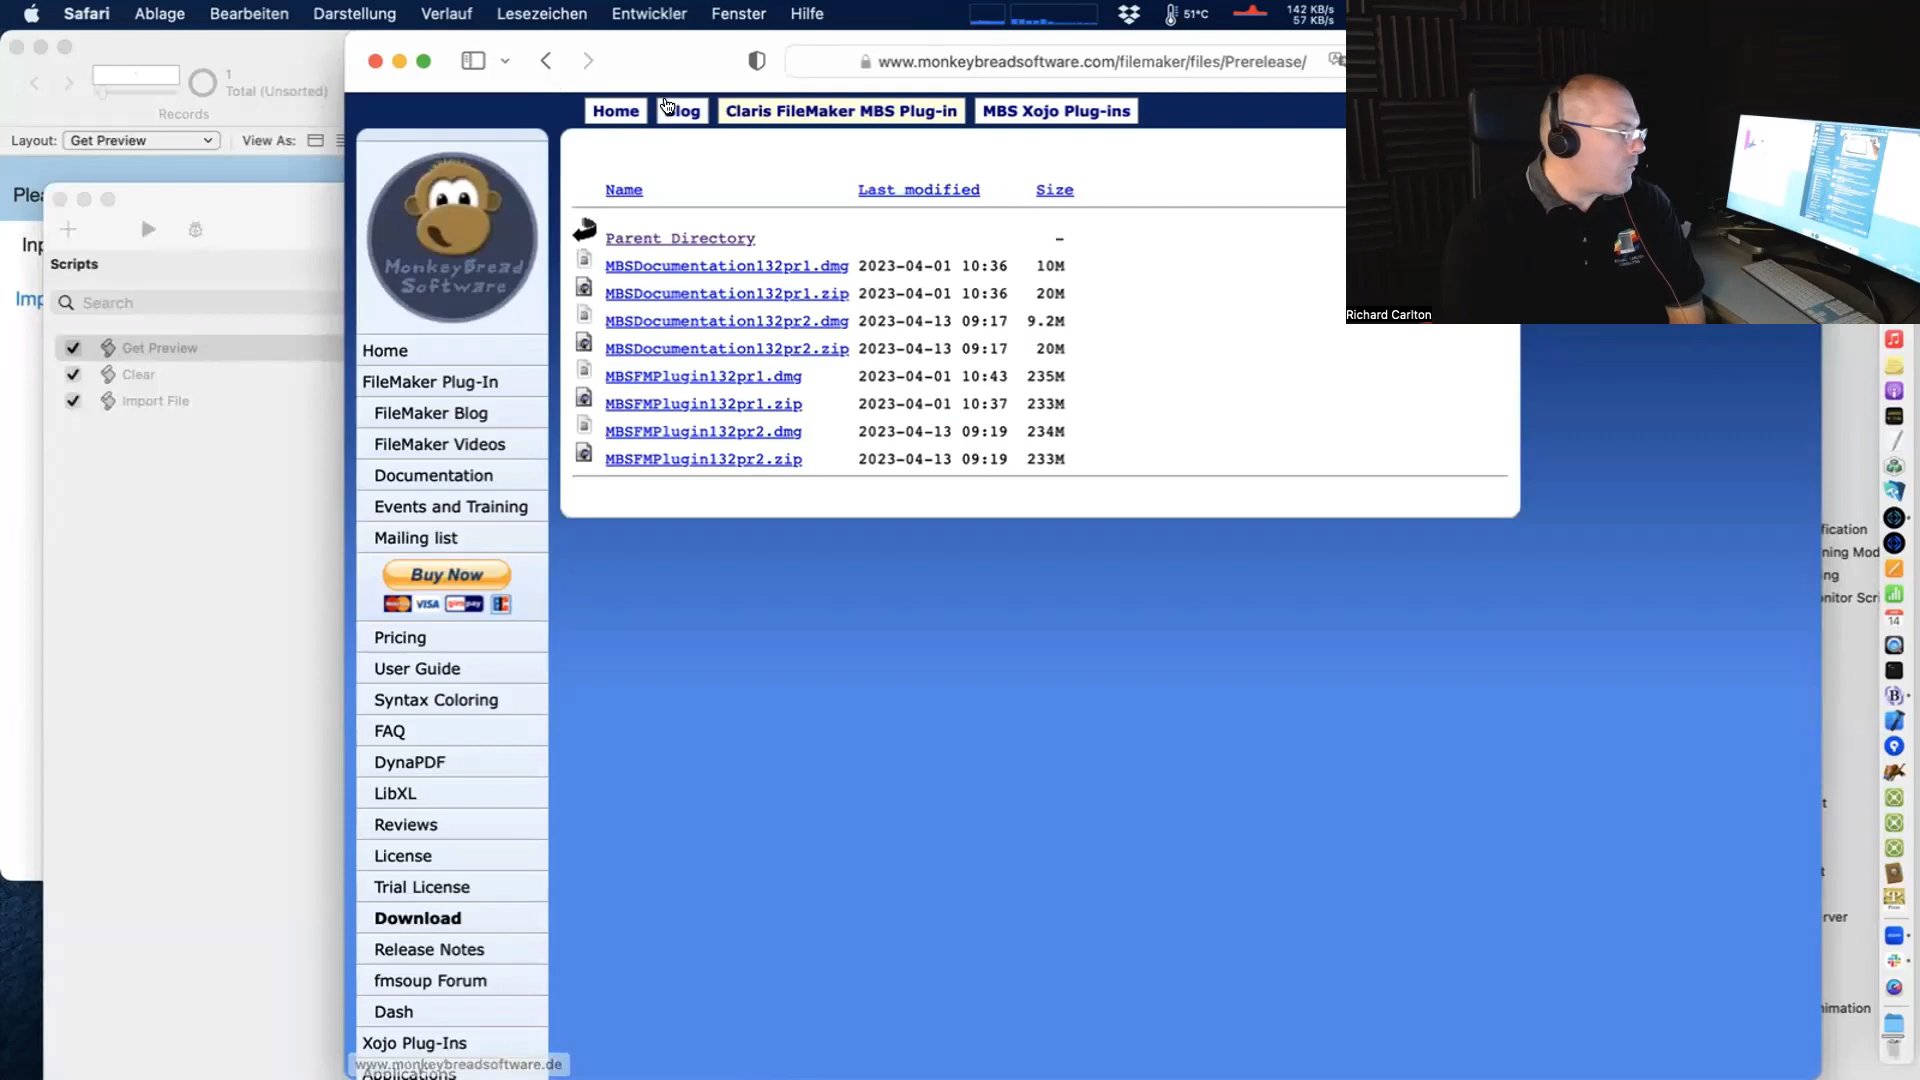 Safari Ablage Bearbeiten Darstellung Verlauf Lesezeichen Entwickler Fenster Hilfe 51°C 142 KB/s
57 KB/s
1
Total (Unsorted)
Records
Layout: Get Preview View As:
Scripts
Search
Get Preview
Clear
Import File
www.monkeybreadsoftware.com/filemaker/files/Prerelease/
Home Blog Claris FileMaker MBS Plug-in MBS Xojo Plug-ins
MonkeyBread
Software
Home
FileMaker Plug-In
FileMaker Blog
FileMaker Videos
Documentation
Events and Training
Mailing list
Buy Now
VISA giropay
Pricing
User Guide
Syntax Coloring
FAQ
DynaPDF
LibXL
Reviews
License
Trial License
Download
Release Notes
fmsoup Forum
Dash
Xojo Plug-Ins
Applications
www.monkeybreadsoftware.de
Name Last modified Size
Parent Directory -
MBSDocumentation132pr1.dmg 2023-04-01 10:36 10M
MBSDocumentation132pr1.zip 2023-04-01 10:36 20M
MBSDocumentation132pr2.dmg 2023-04-13 09:17 9.2M
MBSDocumentation132pr2.zip 2023-04-13 09:17 20M
MBSFMPlugin132pr1.dmg 2023-04-01 10:43 235M
MBSFMPlugin132pr1.zip 2023-04-01 10:37 233M
MBSFMPlugin132pr2.dmg 2023-04-13 09:19 234M
MBSFMPlugin132pr2.zip 2023-04-13 09:19 233M
Richard Carlton
14